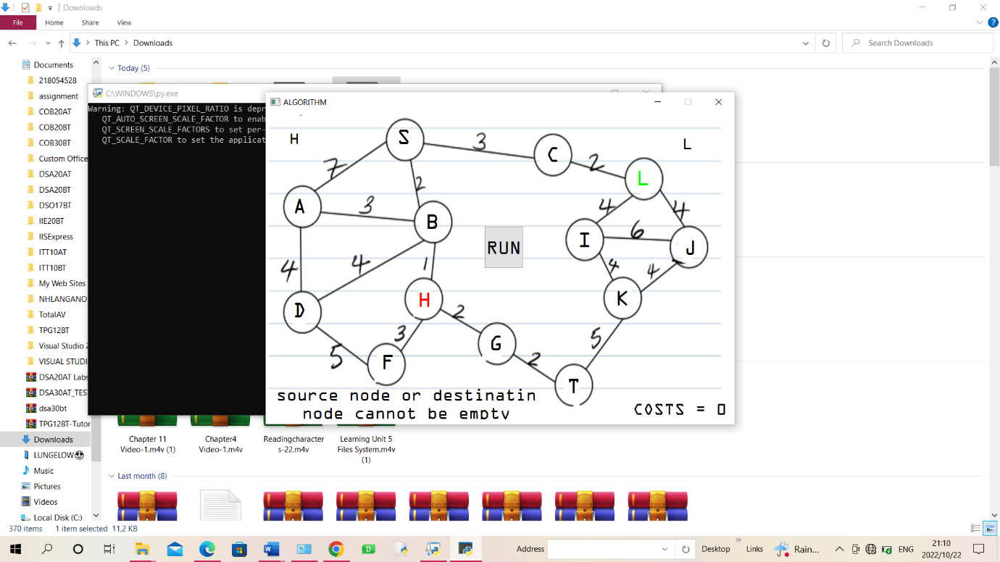 Downloads
File Home Share View
This PC > Downloads
Search Downloads
Documents
218054528
assignment
COB20AT
COB20BT
COB30BT
Custom Office
DSA20AT
DSA20BT
DSO17BT
IIE20BT
IISExpress
ITT10AT
ITT10BT
My Web Sites
NHLANGANO
TotalAV
TPG12BT
Visual Studio 2
VISUAL STUDI
DSA20AT Labs
DSA30AT_TES
dsa30bt
TPG12BT-Tutor
Downloads
LUNGELOW😎
Music
Pictures
Videos
Local Disk (C:)
Today (5)
C:\WINDOWS\py.exe
Warning: QT_DEVICE_PIXEL_RATIO is depr
QT_AUTO_SCREEN_SCALE_FACTOR to enab
QT_SCREEN_SCALE_FACTORS to set per-
QT_SCALE_FACTOR to set the applicat
ALGORITHM
H
L
S
3
C
7
2
2
L
A
3
B
4
4
I
6
J
RUN
4
4
1
4
4
D
H
K
2
3
G
5
5
F
2
T
source node or destinatin
node cannot be empty
COSTS = 0
Chapter 11
Video-1.m4v (1)
Chapter4
Video-1.m4v
Readingcharacter
s-22.m4v
Learning Unit 5
Files System.m4v
(1)
Last month (8)
370 items 1 item selected 11,2 KB
Address
Desktop
Links
Rain...
ENG
21:10
2022/10/22